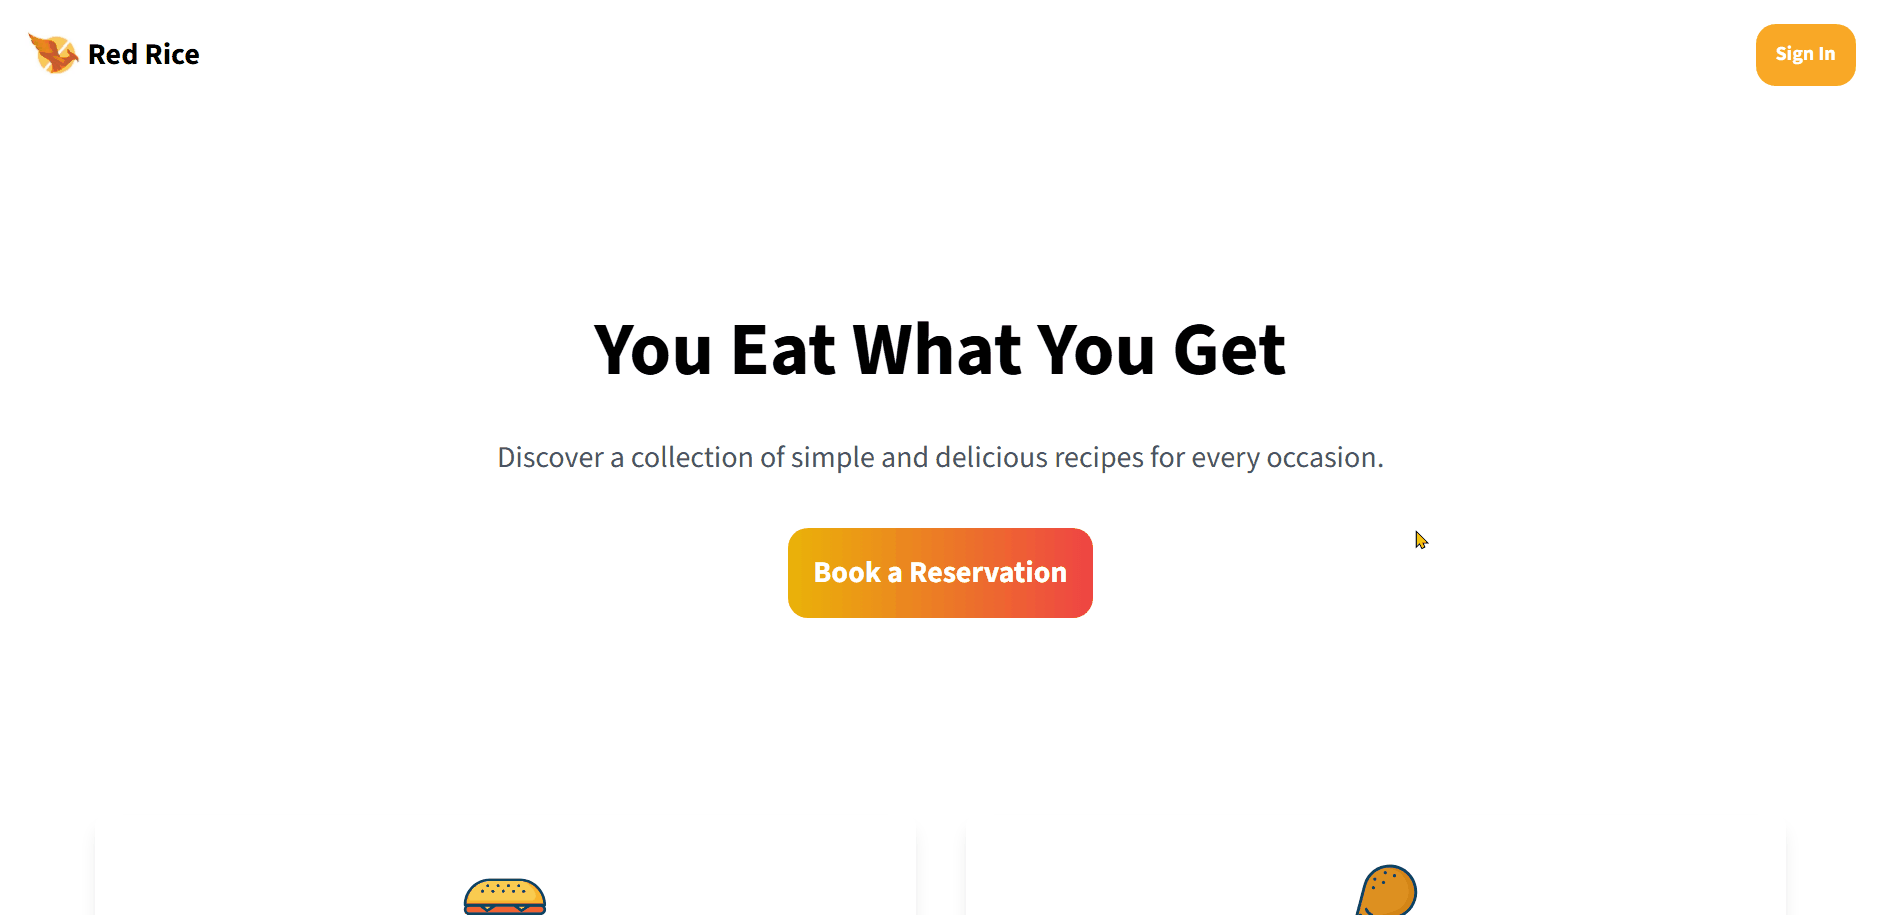 Red Rice
Sign In
You Eat What You Get
Discover a collection of simple and delicious recipes for every occasion.
Book a Reservation